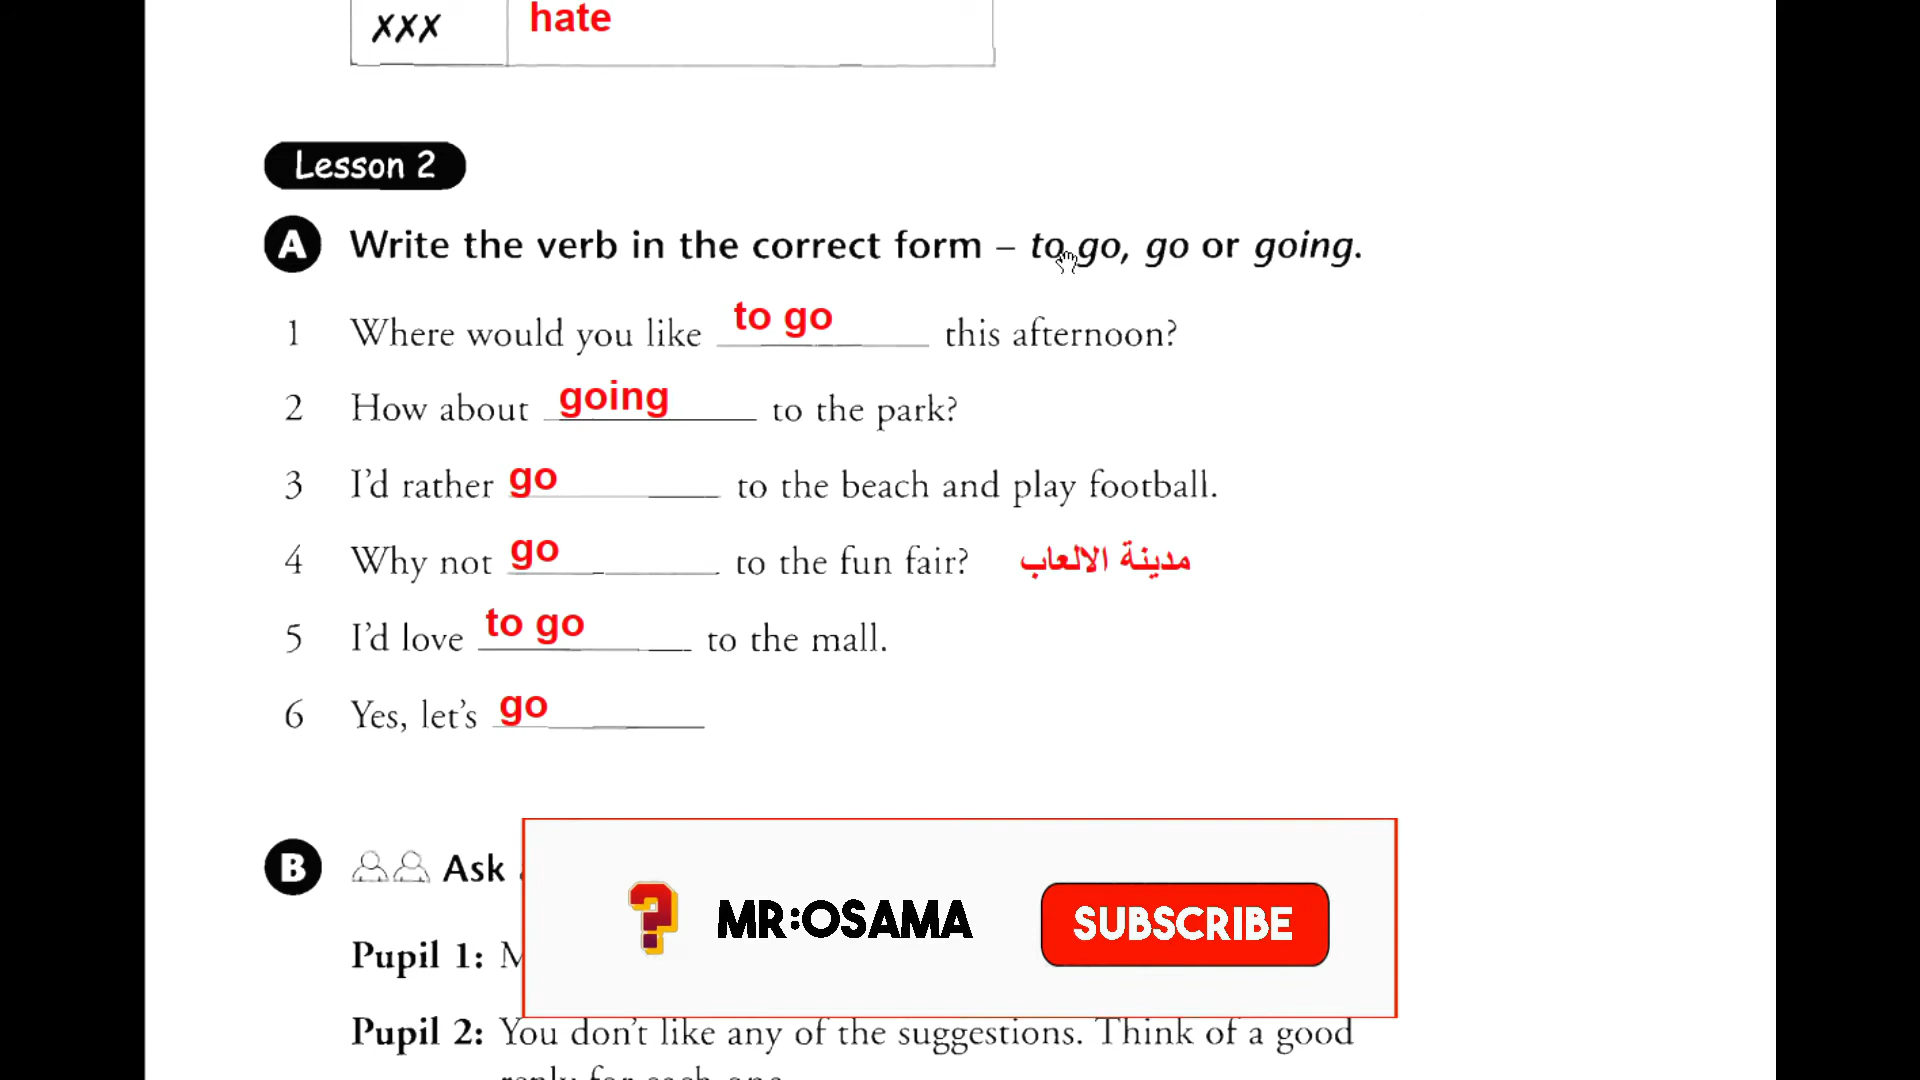 XXX hate
Lesson 2
A Write the verb in the correct form – to go, go or going.
1 Where would you like to go this afternoon?
2 How about going to the park?
3 I'd rather go to the beach and play football.
4 Why not go to the fun fair? مدينة الالعاب
5 I'd love to go to the mall.
6 Yes, let's go
B Ask
MR:OSAMA SUBSCRIBE
Pupil 1: M
Pupil 2: You don't like any of the suggestions. Think of a good
reply for each one.